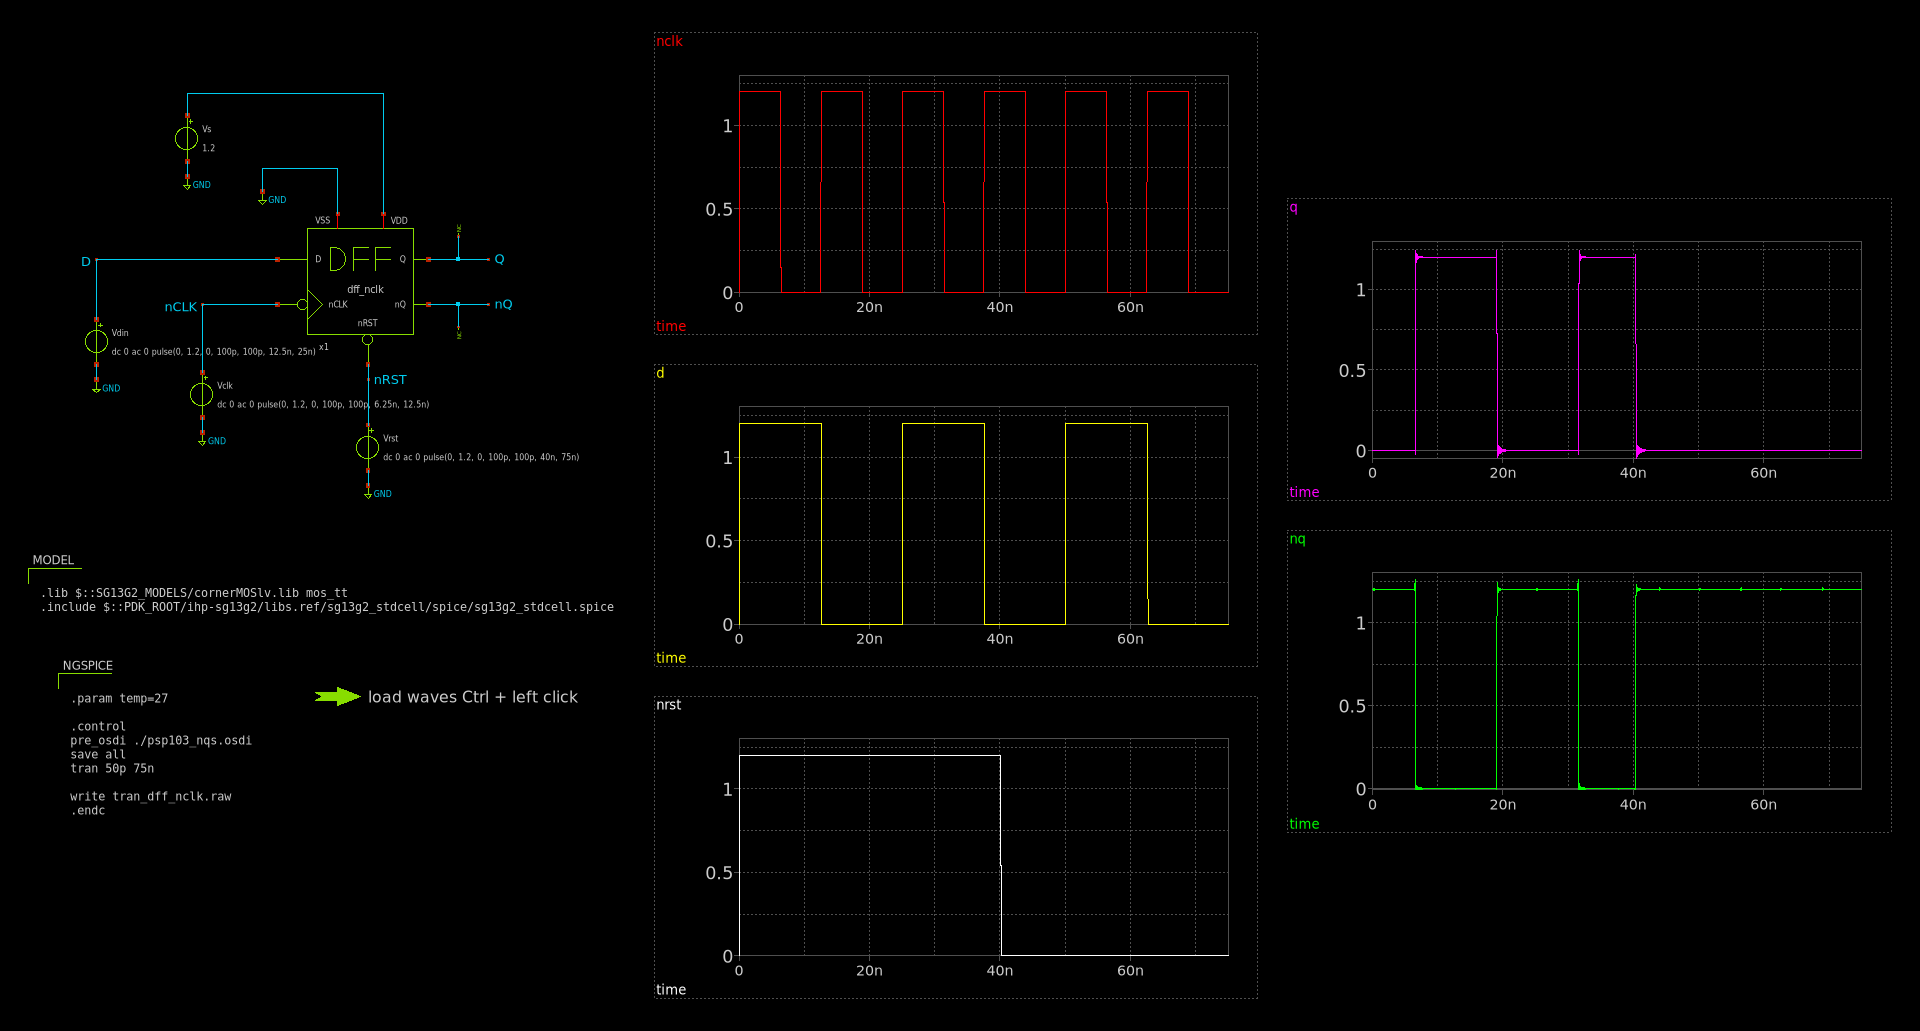 Vs
1.2
GND
GND
VSS
VDD
D
D
DFF
Q
Q
NC
dff_nclk
nCLK
nCLK
nQ
nQ
NC
nRST
x1
Vdin
dc 0 ac 0 pulse(0, 1.2, 0, 100p, 100p, 12.5n, 25n)
GND
nRST
Vclk
dc 0 ac 0 pulse(0, 1.2, 0, 100p, 100p, 6.25n, 12.5n)
GND
Vrst
dc 0 ac 0 pulse(0, 1.2, 0, 100p, 100p, 40n, 75n)
GND
MODEL
.lib $::SG13G2_MODELS/cornerMOSlv.lib mos_tt
.include $::PDK_ROOT/ihp-sg13g2/libs.ref/sg13g2_stdcell/spice/sg13g2_stdcell.spice
NGSPICE
.param temp=27
.control
pre_osdi ./psp103_nqs.osdi
save all
tran 50p 75n
write tran_dff_nclk.raw
.endc
load waves Ctrl + left click
nclk
1
0.5
0
0 20n 40n 60n
time
d
1
0.5
0
0 20n 40n 60n
time
nrst
1
0.5
0
0 20n 40n 60n
time
q
1
0.5
0
0 20n 40n 60n
time
nq
1
0.5
0
0 20n 40n 60n
time